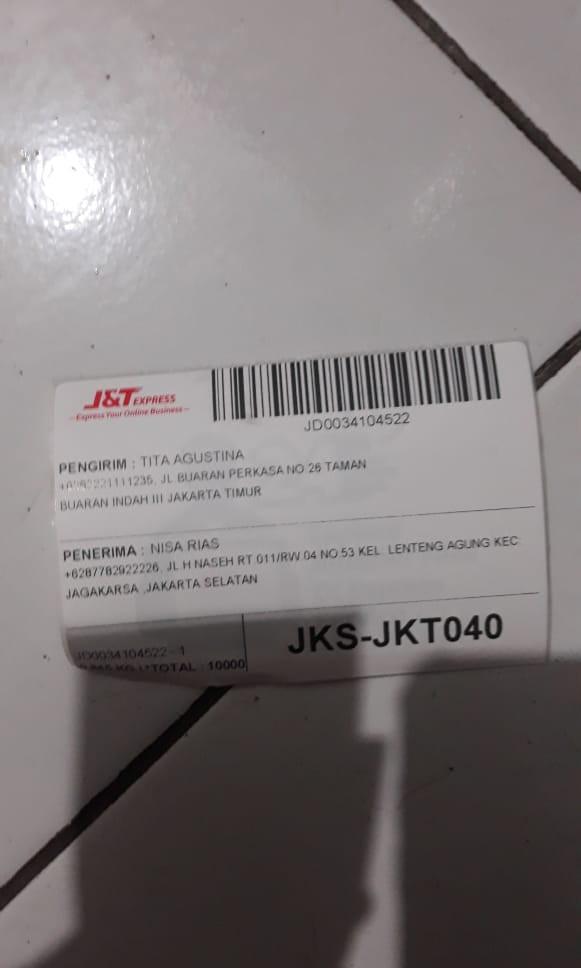 J&T EXPRESS
Express Your Online Business
JD0034104522
PENGIRIM : TITA AGUSTINA
JL BUARAN PERKASA NO 26 TAMAN
BUARAN INDAH III JAKARTA TIMUR
PENERIMA : NISA RIAS
+6287782922226, JL H NASEH RT 011/RW 04 NO 53 KEL. LENTENG AGUNG KEC.
JAGAKARSA ,JAKARTA SELATAN
JD0034104522 - 1
TOTAL : 10000
JKS-JKT040